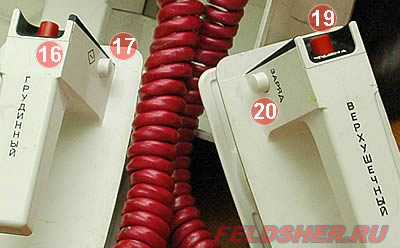 16
17
19
20
ГРУДИННЫЙ
ЗАРЯД
ВЕРХУШЕЧНЫЙ
FELDSHER.RU